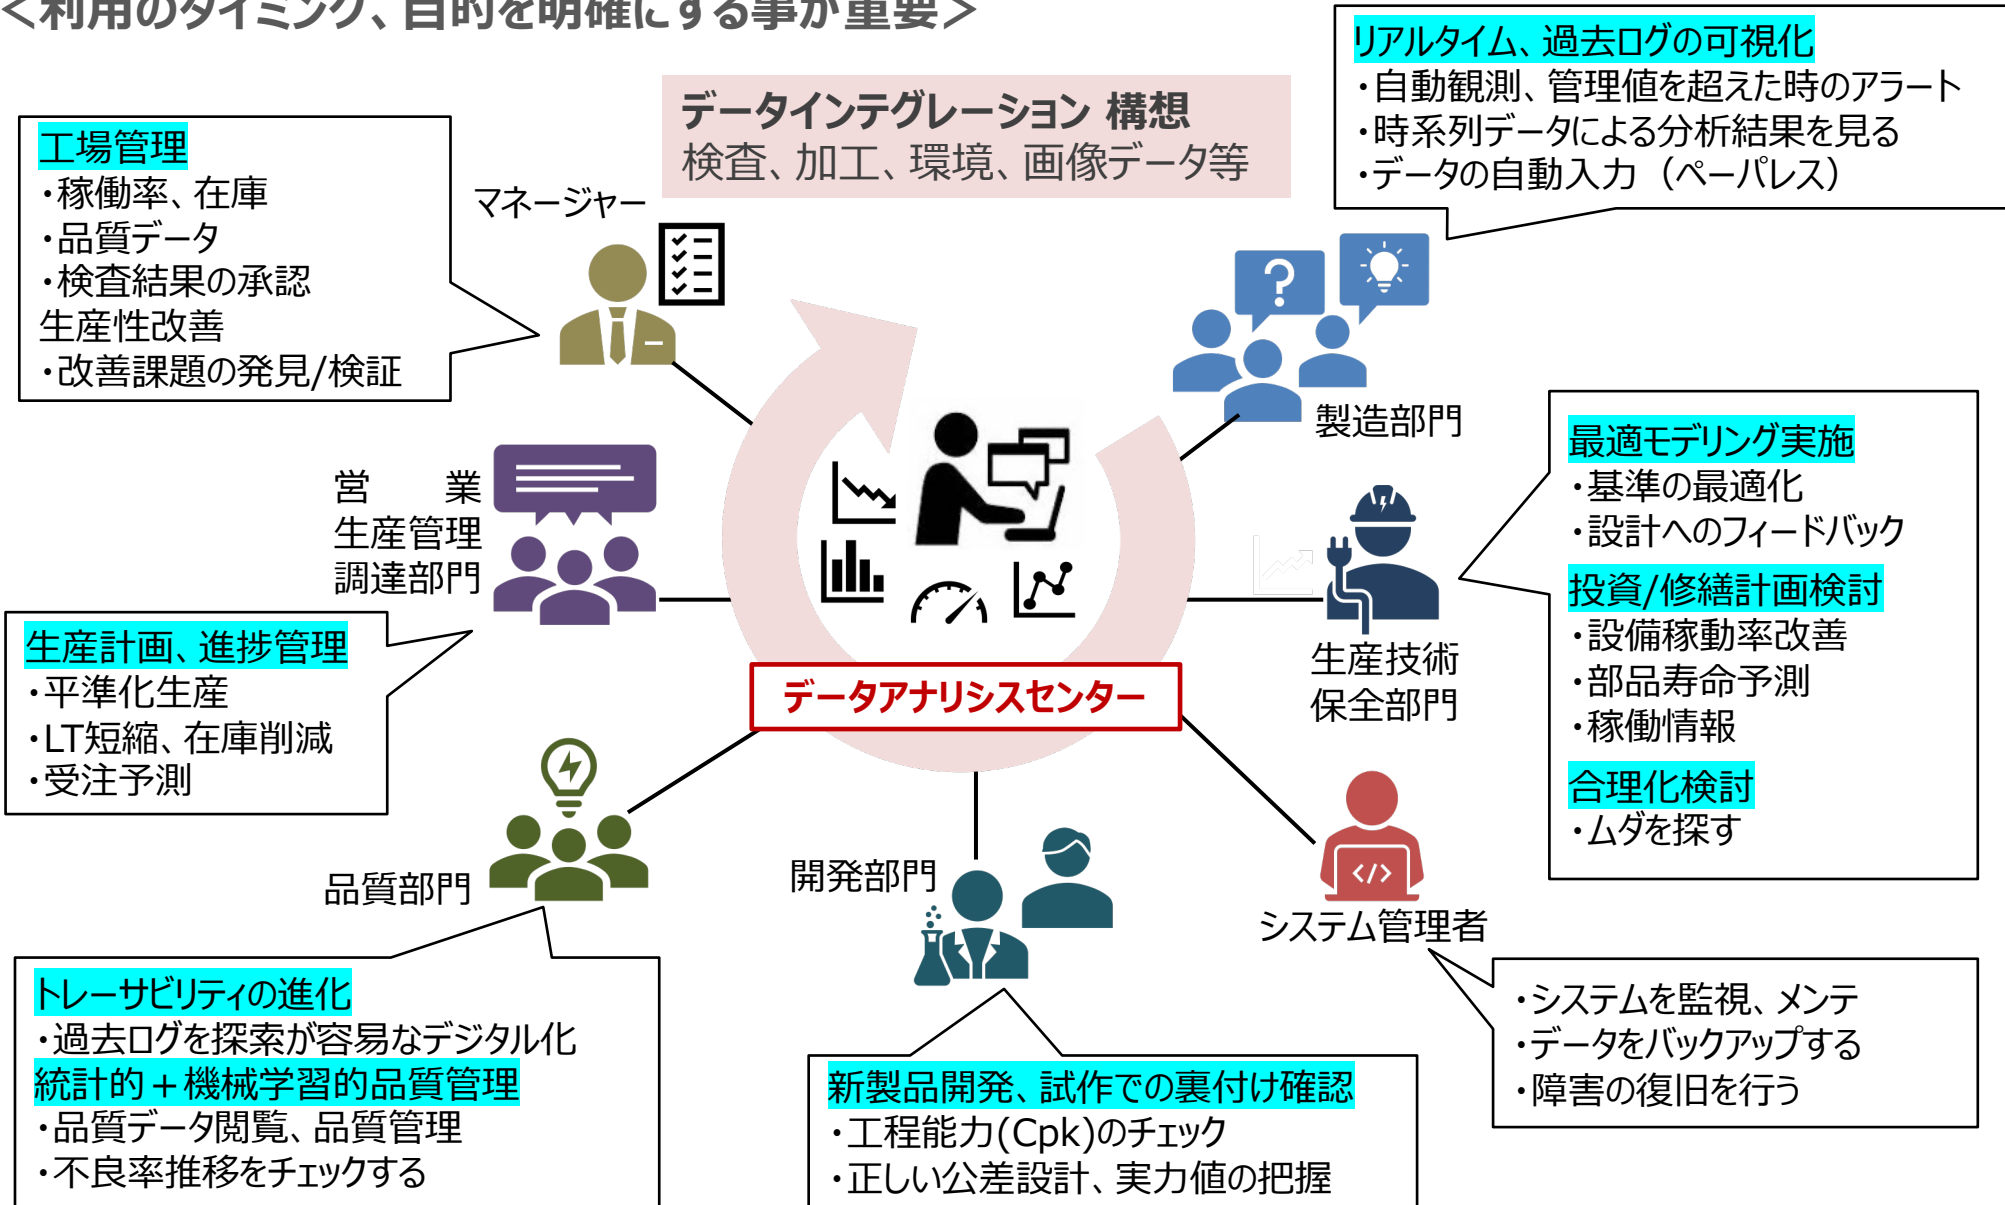 ＜利用のタイミング、目的を明確にする事が重要＞
データインテグレーション 構想
検査、加工、環境、画像データ等
リアルタイム、過去ログの可視化
・自動観測、管理値を超えた時のアラート
・時系列データによる分析結果を見る
・データの自動入力（ペーパレス）
工場管理
・稼働率、在庫
・品質データ
・検査結果の承認
生産性改善
・改善課題の発見/検証
マネージャー
製造部門
営　業
生産管理
調達部門
最適モデリング実施
・基準の最適化
・設計へのフィードバック
投資/修繕計画検討
・設備稼動率改善
・部品寿命予測
・稼働情報
合理化検討
・ムダを探す
生産計画、進捗管理
・平準化生産
・LT短縮、在庫削減
・受注予測
生産技術
保全部門
データアナリシスセンター
品質部門
開発部門
</>
システム管理者
トレーサビリティの進化
・過去ログを探索が容易なデジタル化
統計的＋機械学習的品質管理
・品質データ閲覧、品質管理
・不良率推移をチェックする
新製品開発、試作での裏付け確認
・工程能力(Cpk)のチェック
・正しい公差設計、実力値の把握
・システムを監視、メンテ
・データをバックアップする
・障害の復旧を行う